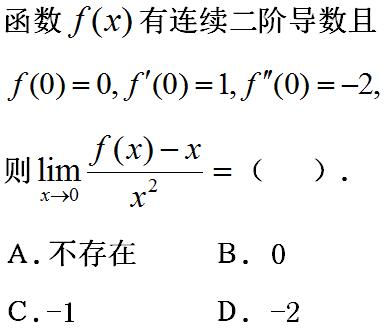 函数 f(x) 有连续二阶导数且
f(0)=0, f′(0)=1, f″(0)=−2,
则 lim_{x→0} \frac{f(x)−x}{x^2} = （ ）.
A.不存在 B. 0
C.-1 D. -2